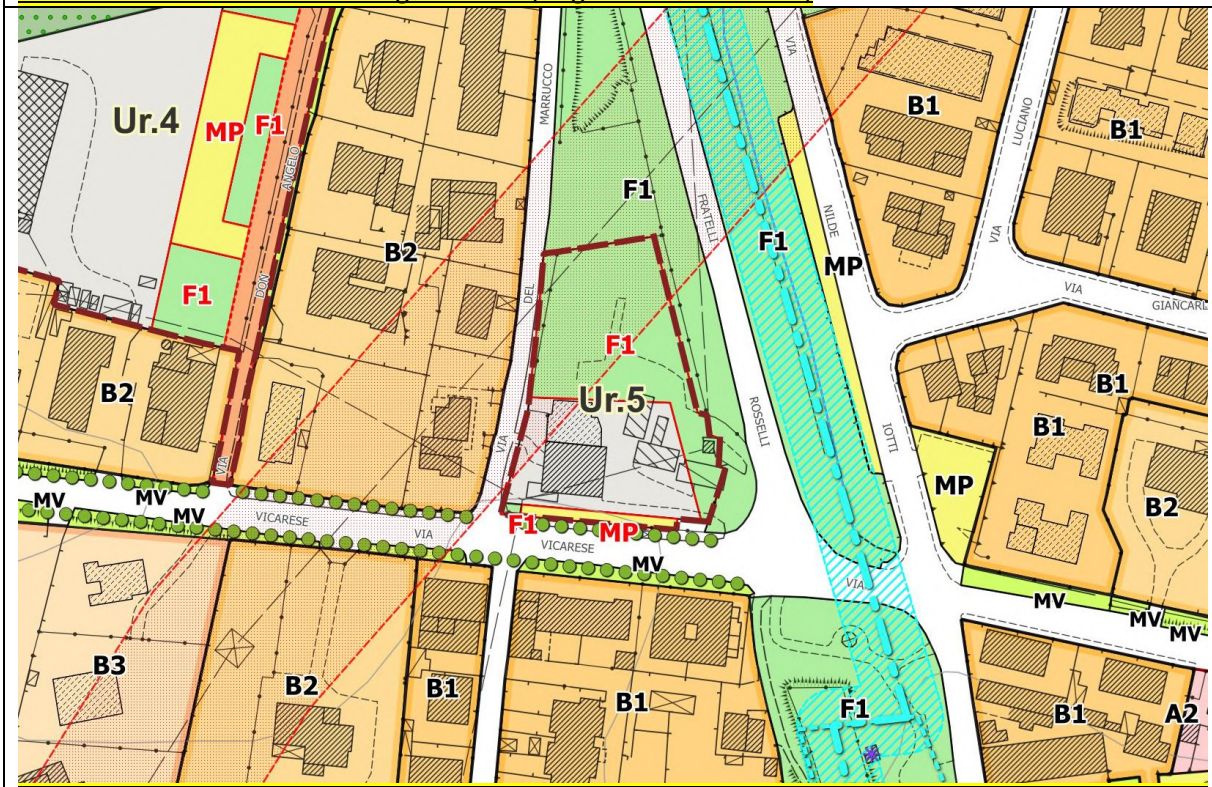 Ur.4
MP
F1
F1
ANGELO
DON
VIA
B2
B2
MARRUCCO
DEL
VIA
F1
F1
Ur.5
F1
MP
FRATELLI
ROSSELLI
VIA
NILDE
IOTTI
F1
MP
B1
LUCIANO
VIA
B1
VIA
GIANCARL
B1
B1
B2
MP
MV
MV
MV
VICARESE
VIA
VICARESE
MV
VIA
MV
MV
MV
B3
B2
B1
B1
F1
B1
A2